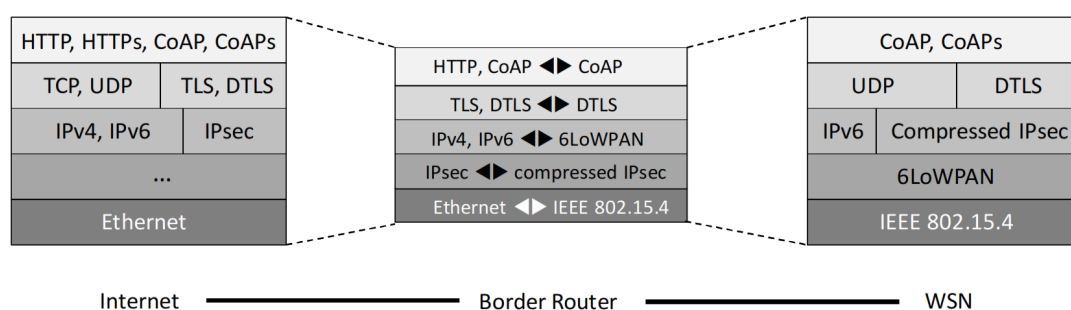 HTTP, HTTPs, CoAP, CoAPs
TCP, UDP
TLS, DTLS
IPv4, IPv6
IPsec
...
Ethernet
HTTP, CoAP ◀▶ CoAP
TLS, DTLS ◀▶ DTLS
IPv4, IPv6 ◀▶ 6LoWPAN
IPsec ◀▶ compressed IPsec
Ethernet ◀▶ IEEE 802.15.4
CoAP, CoAPs
UDP
DTLS
IPv6
Compressed IPsec
6LoWPAN
IEEE 802.15.4
Internet
Border Router
WSN